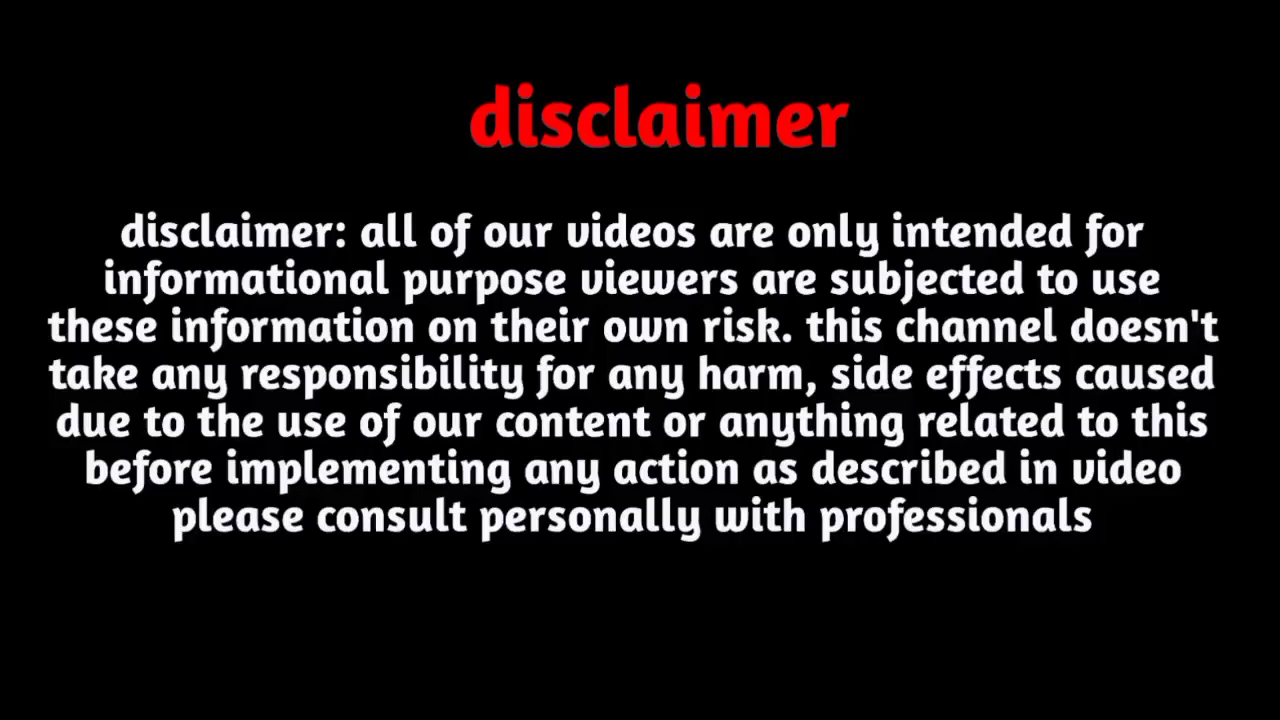 disclaimer
disclaimer: all of our videos are only intended for
informational purpose viewers are subjected to use
these information on their own risk. this channel doesn't
take any responsibility for any harm, side effects caused
due to the use of our content or anything related to this
before implementing any action as described in video
please consult personally with professionals